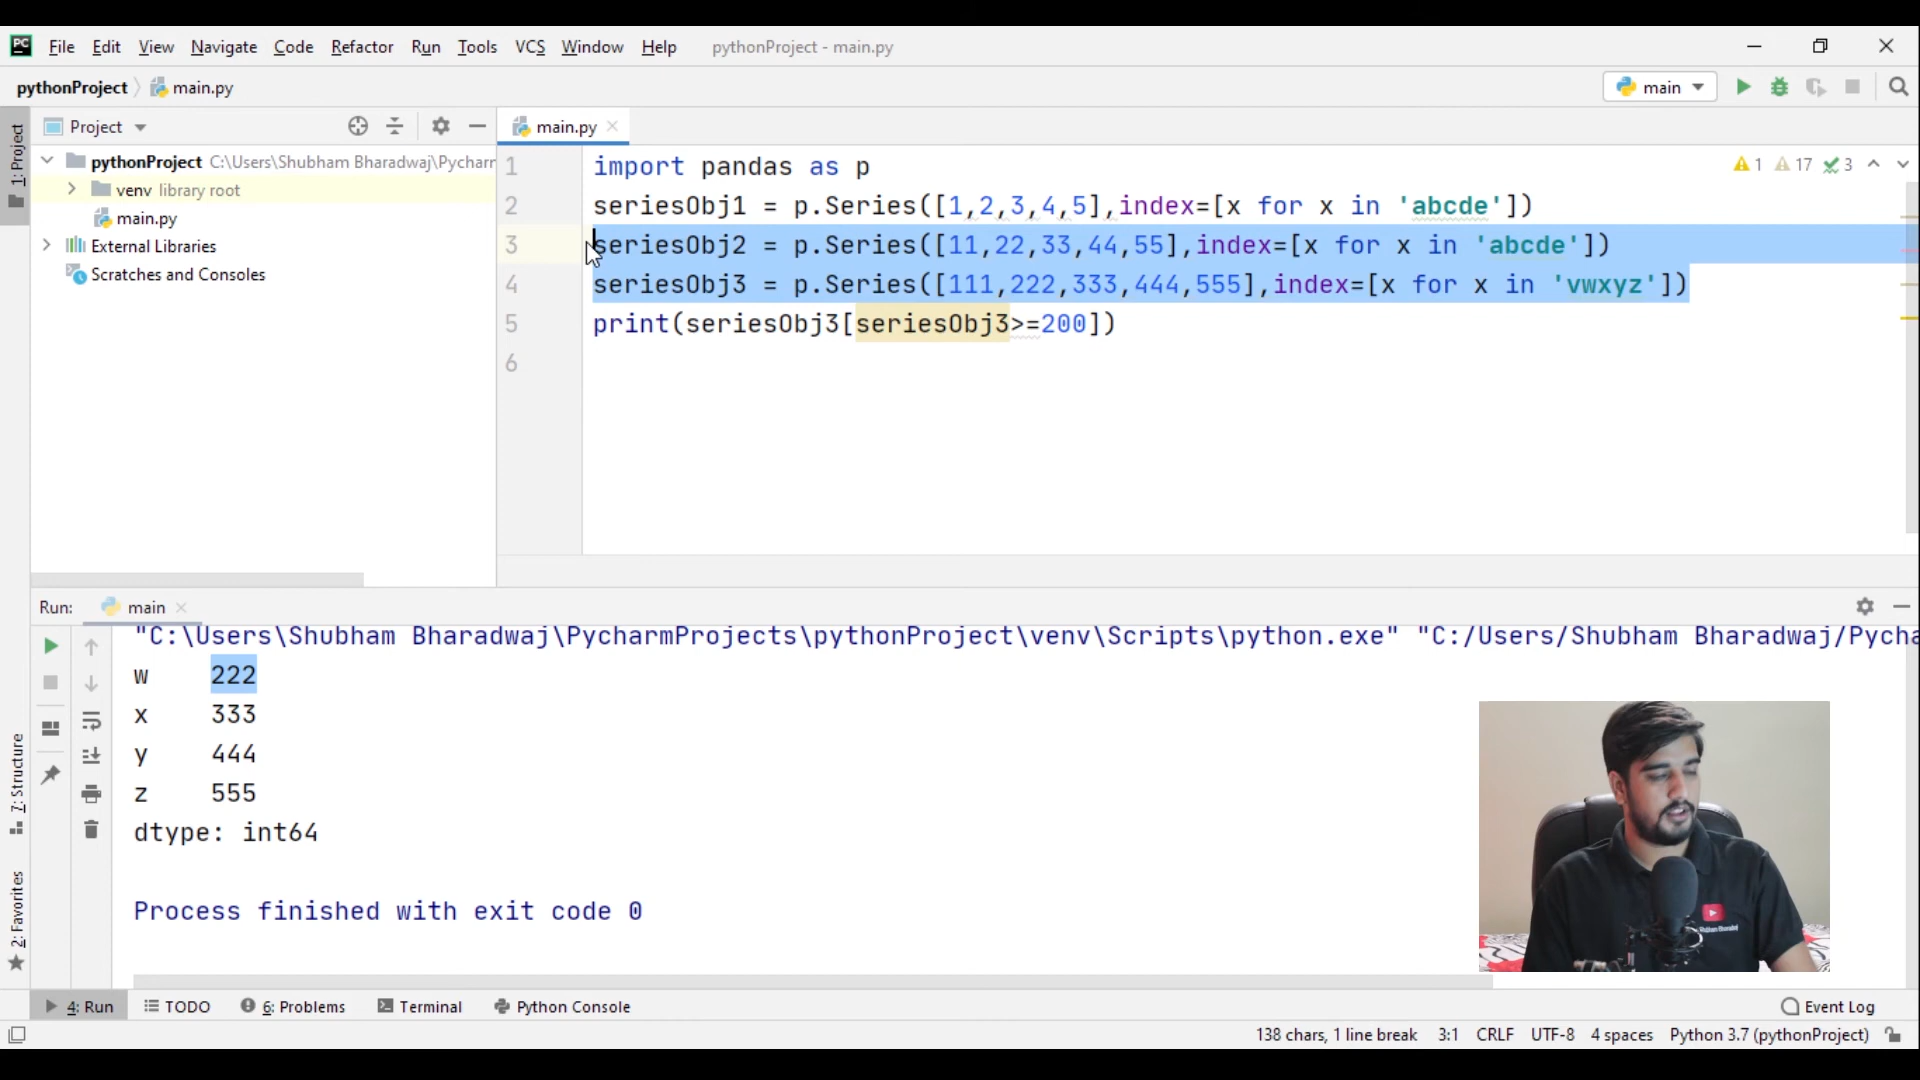 PC File Edit View Navigate Code Refactor Run Tools VCS Window Help pythonProject - main.py
pythonProject main.py
main
Project
main.py
1: Project
pythonProject C:\Users\Shubham Bharadwaj\Pycharm
venv library root
main.py
External Libraries
Scratches and Consoles
1 import pandas as p
2 seriesObj1 = p.Series([1,2,3,4,5],index=[x for x in 'abcde'])
3 seriesObj2 = p.Series([11,22,33,44,55],index=[x for x in 'abcde'])
4 seriesObj3 = p.Series([111,222,333,444,555],index=[x for x in 'vwxyz'])
5 print(seriesObj3[seriesObj3>=200])
6
1 17 3
Run: main
"C:\Users\Shubham Bharadwaj\PycharmProjects\pythonProject\venv\Scripts\python.exe" "C:/Users/Shubham Bharadwaj/Pycha
w 222
x 333
y 444
z 555
dtype: int64
Process finished with exit code 0
7: Structure
2: Favorites
4: Run TODO 6: Problems Terminal Python Console Event Log
138 chars, 1 line break 3:1 CRLF UTF-8 4 spaces Python 3.7 (pythonProject)